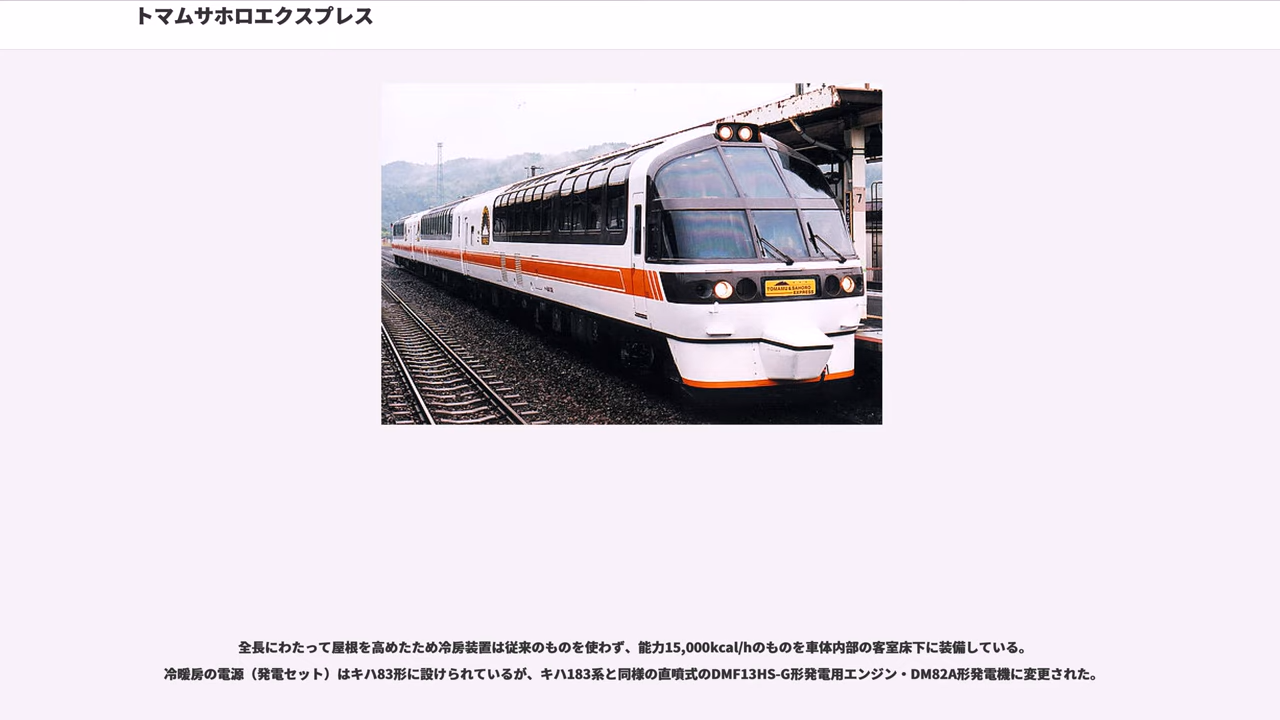 トマムサホロエクスプレス
7
TOMAMU & SAHORO
EXPRESS
全長にわたって屋根を高めたため冷房装置は従来のものを使わず、能力15,000kcal/hのものを車体内部の客室床下に装備している。
冷暖房の電源（発電セット）はキハ83形に設けられているが、キハ183系と同様の直噴式のDMF13HS-G形発電用エンジン・DM82A形発電機に変更された。